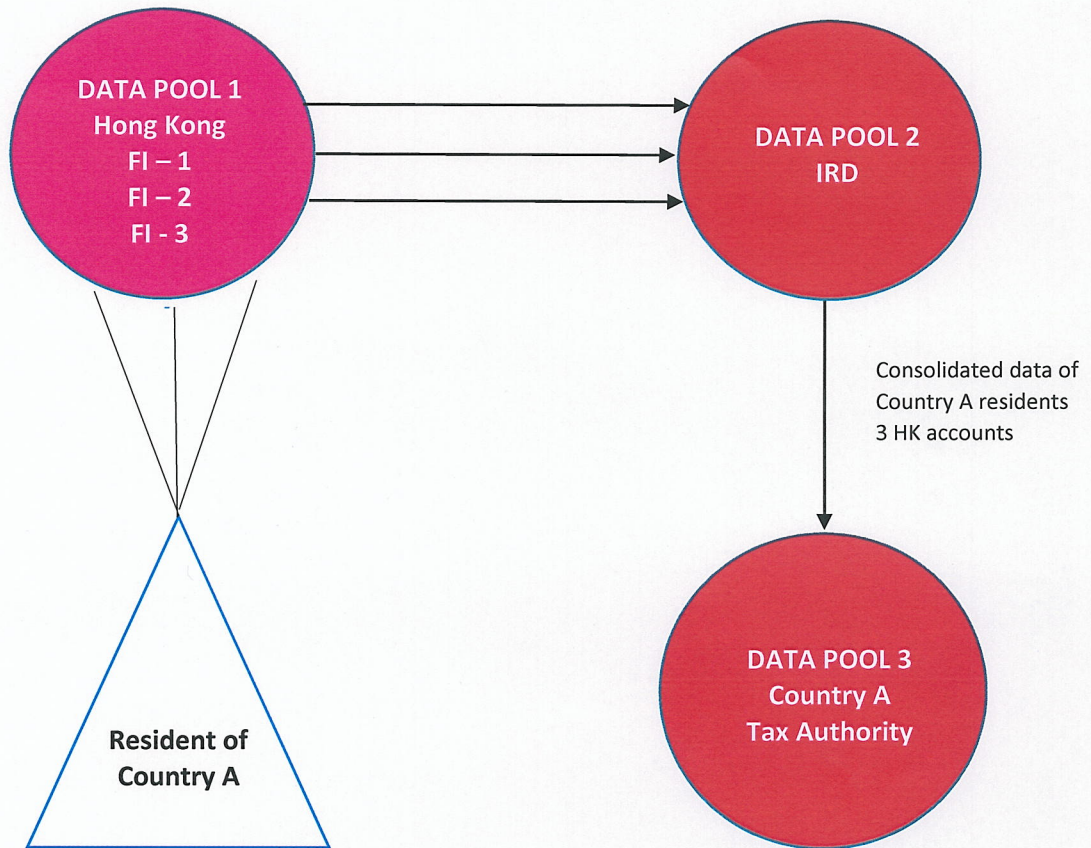 DATA POOL 1
Hong Kong
FI – 1
FI – 2
FI - 3
DATA POOL 2
IRD
Consolidated data of
Country A residents
3 HK accounts
Resident of
Country A
DATA POOL 3
Country A
Tax Authority